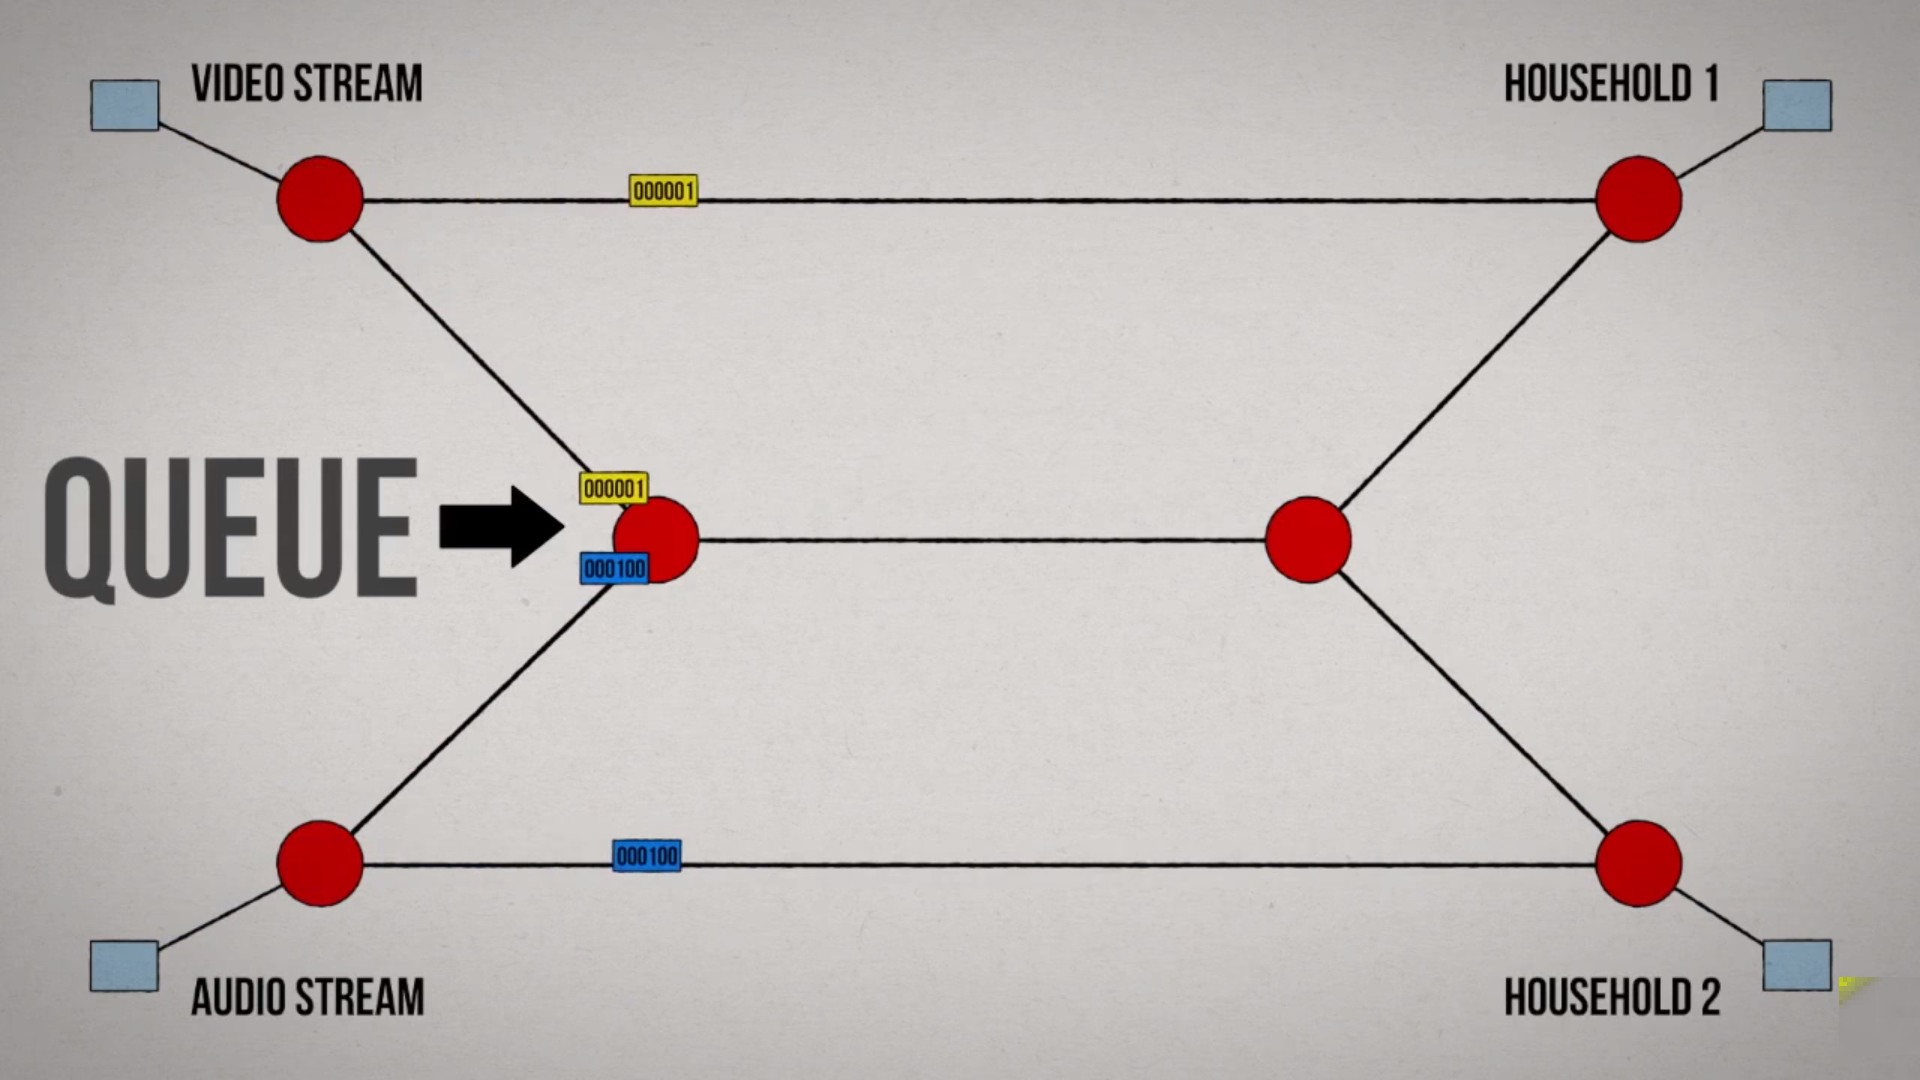 VIDEO STREAM
HOUSEHOLD 1
000001
QUEUE
000001
000100
000100
AUDIO STREAM
HOUSEHOLD 2